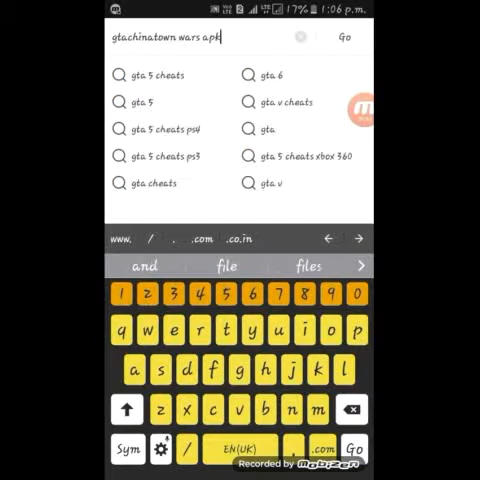 VoLTE LTE 2 17% 1:06 p.m.
gtachinatown wars apk Go
gta 5 cheats gta 6
gta 5 gta v cheats
gta 5 cheats ps4 gta
gta 5 cheats ps3 gta 5 cheats xbox 360
gta cheats gta v
www. / . .com .co.in
and file files
1 2 3 4 5 6 7 8 9 0
q w e r t y u i o p
a s d f g h j k l
z x c v b n m
Sym / EN(UK) . .com Go
Recorded by mobizen